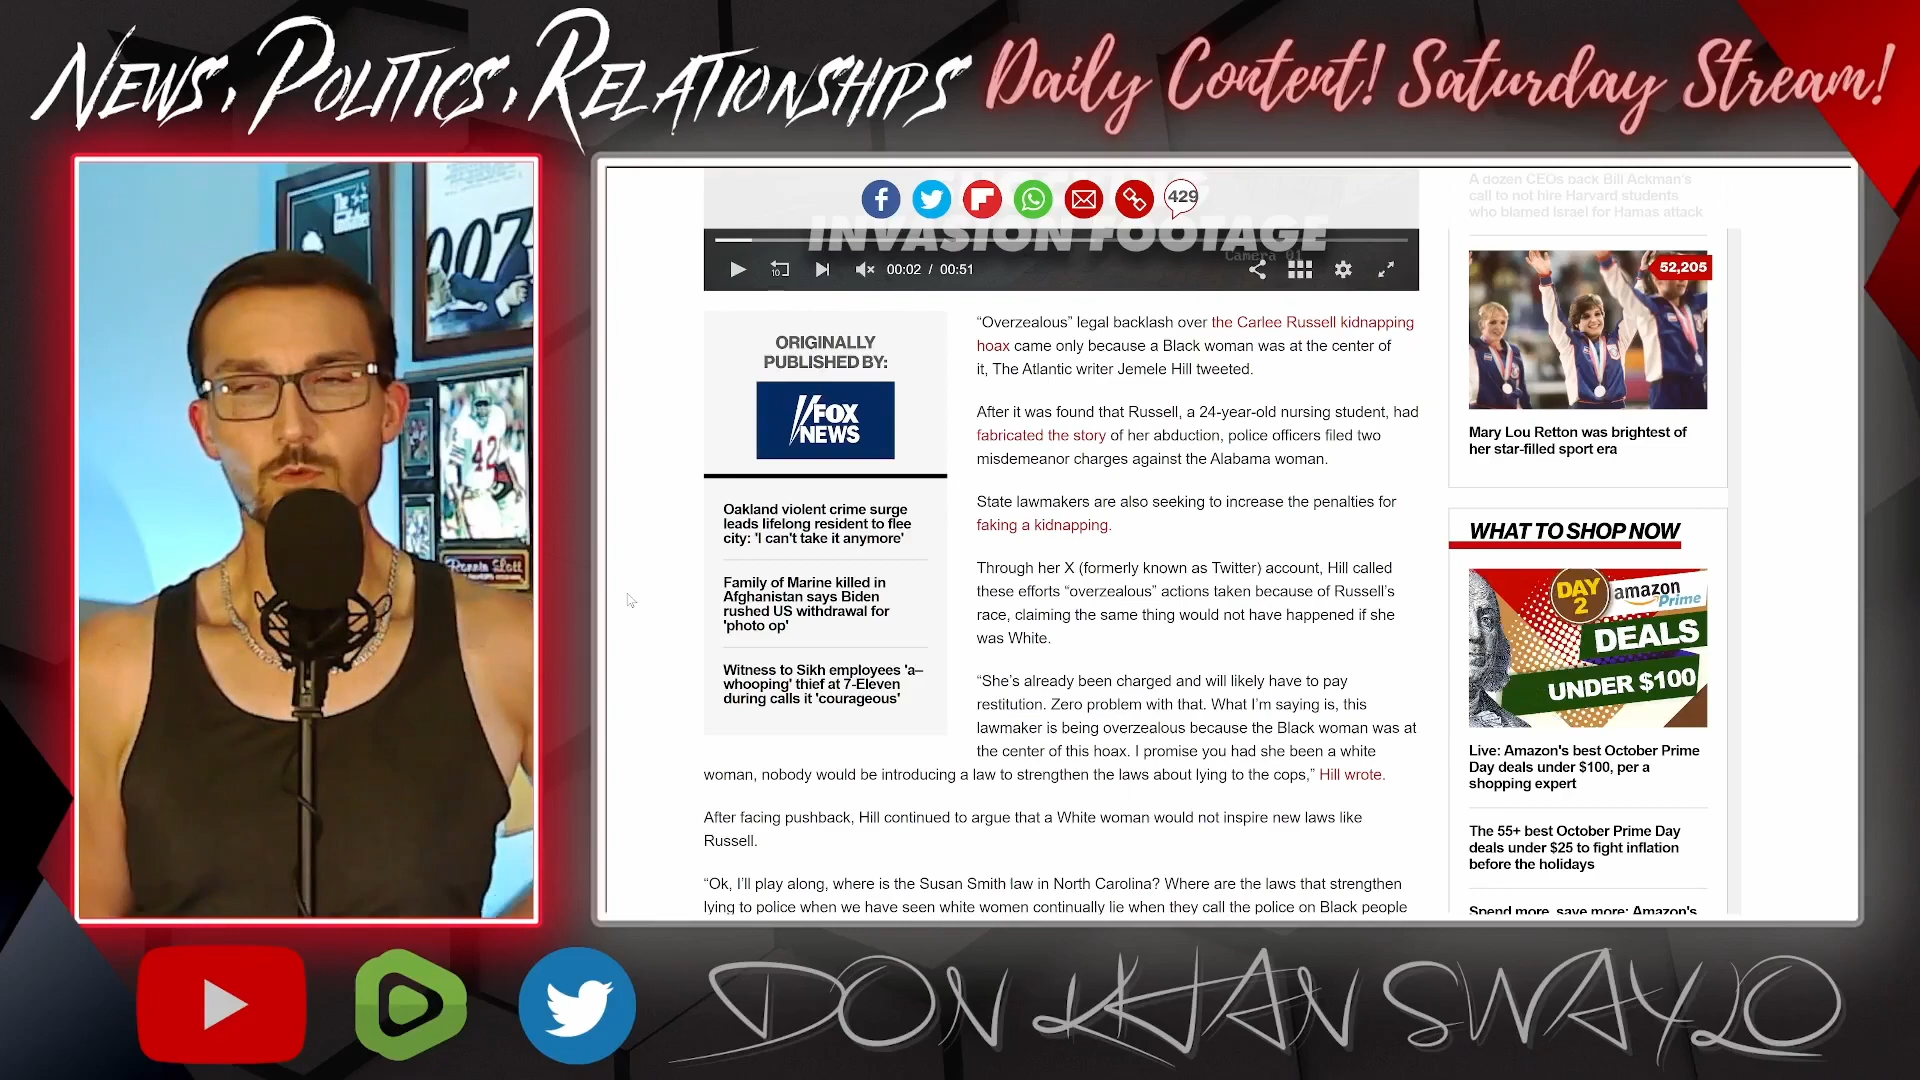 NEWS, POLITICS, RELATIONSHIPS
Daily Content! Saturday Stream!
007
42
Ronnie Lott
429
INVASION FOOTAGE
Camera 01
10
00:02 / 00:51
ORIGINALLY
PUBLISHED BY:
FOX
NEWS
Oakland violent crime surge
leads lifelong resident to flee
city: 'I can't take it anymore'
Family of Marine killed in
Afghanistan says Biden
rushed US withdrawal for
'photo op'
Witness to Sikh employees 'a–
whooping' thief at 7-Eleven
during calls it 'courageous'
“Overzealous” legal backlash over the Carlee Russell kidnapping
hoax came only because a Black woman was at the center of
it, The Atlantic writer Jemele Hill tweeted.
After it was found that Russell, a 24-year-old nursing student, had
fabricated the story of her abduction, police officers filed two
misdemeanor charges against the Alabama woman.
State lawmakers are also seeking to increase the penalties for
faking a kidnapping.
Through her X (formerly known as Twitter) account, Hill called
these efforts “overzealous” actions taken because of Russell’s
race, claiming the same thing would not have happened if she
was White.
“She’s already been charged and will likely have to pay
restitution. Zero problem with that. What I’m saying is, this
lawmaker is being overzealous because the Black woman was at
the center of this hoax. I promise you had she been a white
woman, nobody would be introducing a law to strengthen the laws about lying to the cops,” Hill wrote.
After facing pushback, Hill continued to argue that a White woman would not inspire new laws like
Russell.
“Ok, I’ll play along, where is the Susan Smith law in North Carolina? Where are the laws that strengthen
lying to police when we have seen white women continually lie when they call the police on Black people
A dozen CEOs back Bill Ackman's
call to not hire Harvard students
who blamed Israel for Hamas attack
52,205
Mary Lou Retton was brightest of
her star-filled sport era
WHAT TO SHOP NOW
DAY
2
amazon
Prime
DEALS
UNDER $100
Live: Amazon's best October Prime
Day deals under $100, per a
shopping expert
The 55+ best October Prime Day
deals under $25 to fight inflation
before the holidays
Spend more, save more: Amazon's
DON KHAN SWAYLO